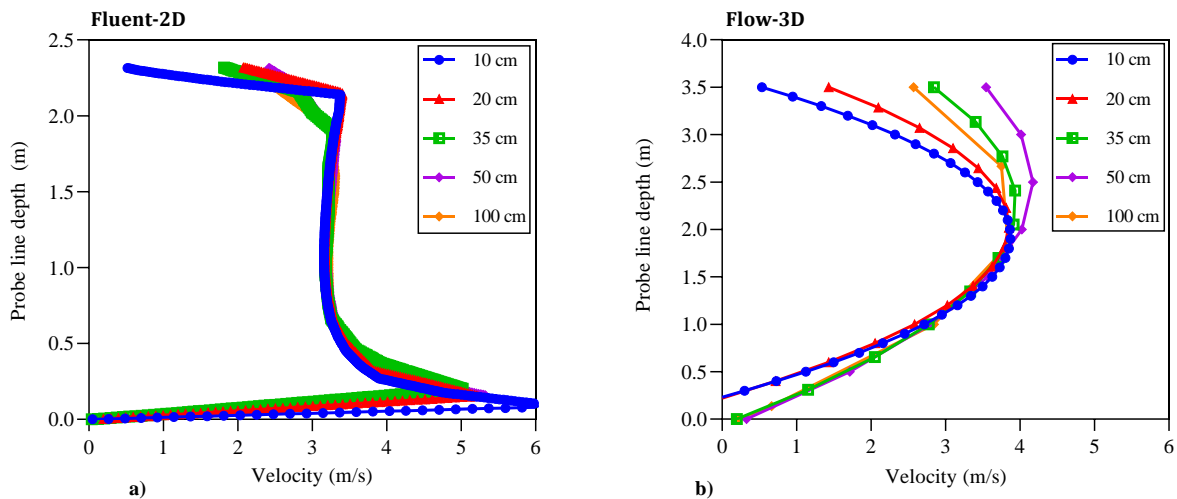 Fluent-2D
2.5
2.0
1.5
1.0
0.5
0.0
Probe line depth (m)
10 cm
20 cm
35 cm
50 cm
100 cm
0 1 2 3 4 5 6
Velocity (m/s)
a)
Flow-3D
4.0
3.5
3.0
2.5
2.0
1.5
1.0
0.5
0.0
Probe line depth (m)
10 cm
20 cm
35 cm
50 cm
100 cm
0 1 2 3 4 5 6
Velocity (m/s)
b)